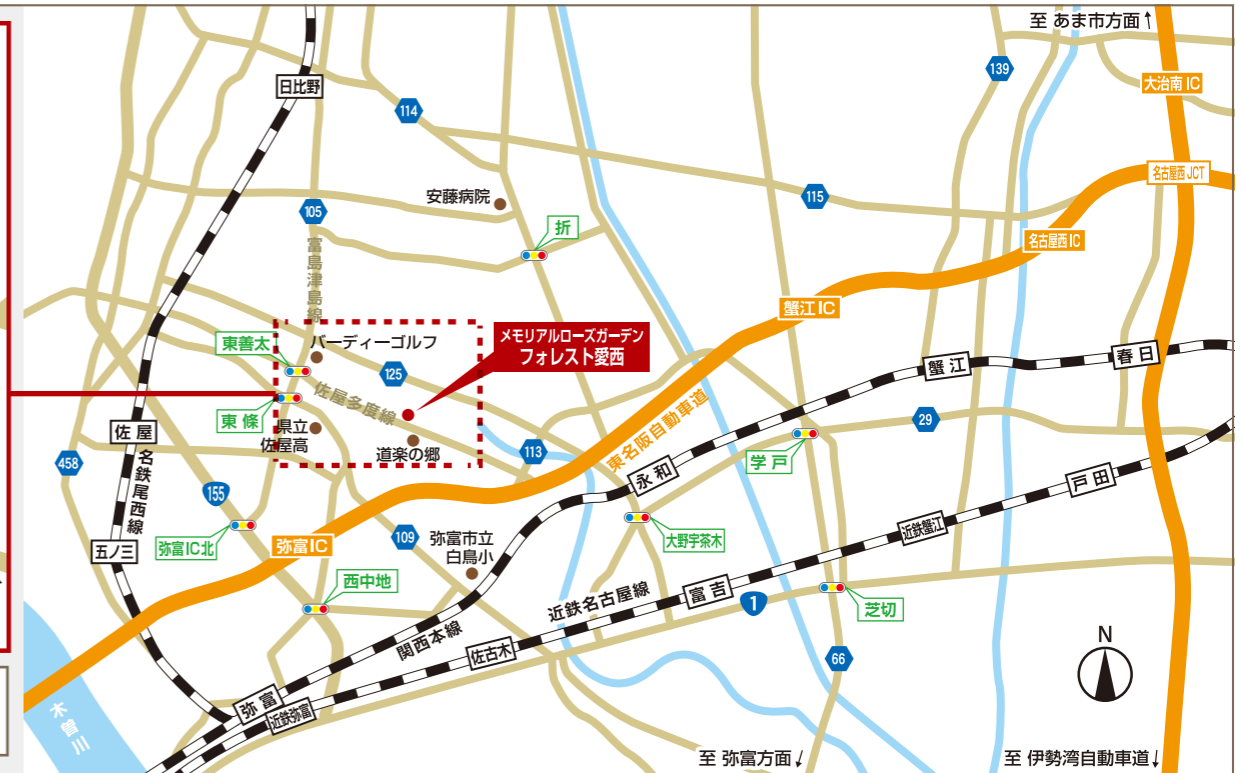 至 あま市方面↑
139
大治南 IC
日比野
114
名古屋西 JCT
安藤病院
115
105
折
名古屋西 IC
富島津島線
蟹江 IC
メモリアルローズガーデン
フォレスト愛西
東善太
バーディーゴルフ
125
春日
蟹江
佐屋多度線
東條
県立
佐屋高
道楽の郷
東名阪自動車道
29
佐屋
名鉄尾西線
458
113
学戸
永和
戸田
155
弥富IC北
五ノ三
弥富IC
109
弥富市立
白鳥小
大野宇茶木
近鉄蟹江
西中地
近鉄名古屋線
富吉
1
芝切
関西本線
佐古木
66
N
弥富
近鉄弥富
木曽川
至 弥富方面↓
至 伊勢湾自動車道↓